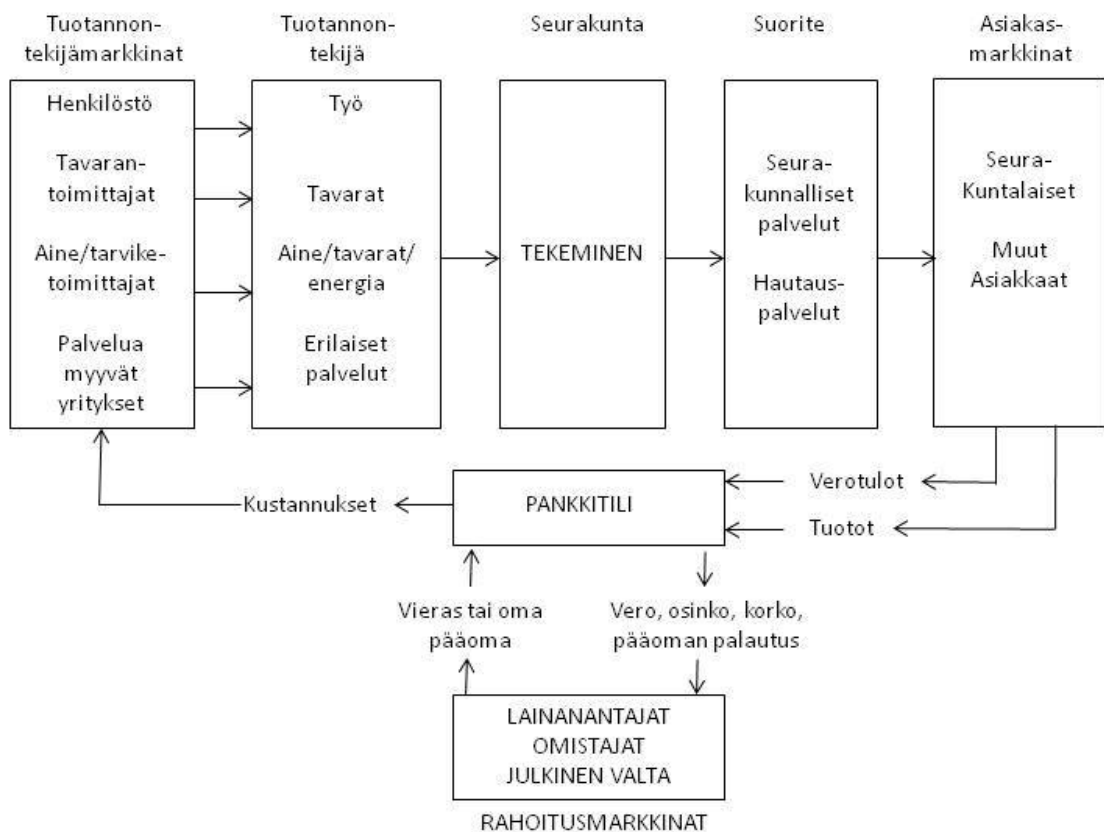 Tuotannon-
tekijämarkkinat
Tuotannon-
tekijä
Seurakunta
Suorite
Asiakas-
markkinat
Henkilöstö
Tavaran-
toimittajat
Aine/tarvike-
toimittajat
Palvelua
myyvät
yritykset
Työ
Tavarat
Aine/tavarat/
energia
Erilaiset
palvelut
TEKEMINEN
Seura-
kunnalliset
palvelut
Hautaus-
palvelut
Seura-
Kuntalaiset
Muut
Asiakkaat
Kustannukset
PANKKITILI
Verotulot
Tuotot
Vieras tai oma
pääoma
Vero, osinko, korko,
pääoman palautus
LAINANANTAJAT
OMISTAJAT
JULKINEN VALTA
RAHOITUSMARKKINAT